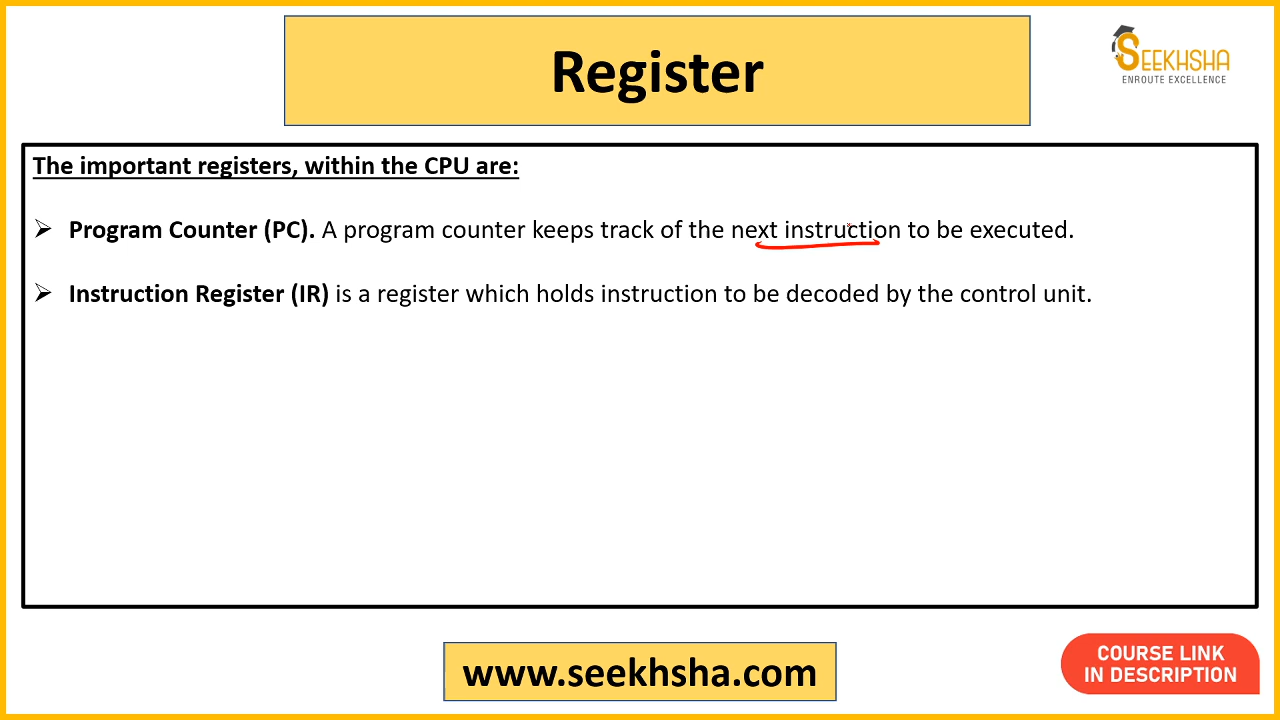 Register
SEEKHSHA
ENROUTE EXCELLENCE
The important registers, within the CPU are:
➢ Program Counter (PC). A program counter keeps track of the next instruction to be executed.
➢ Instruction Register (IR) is a register which holds instruction to be decoded by the control unit.
www.seekhsha.com
COURSE LINK
IN DESCRIPTION